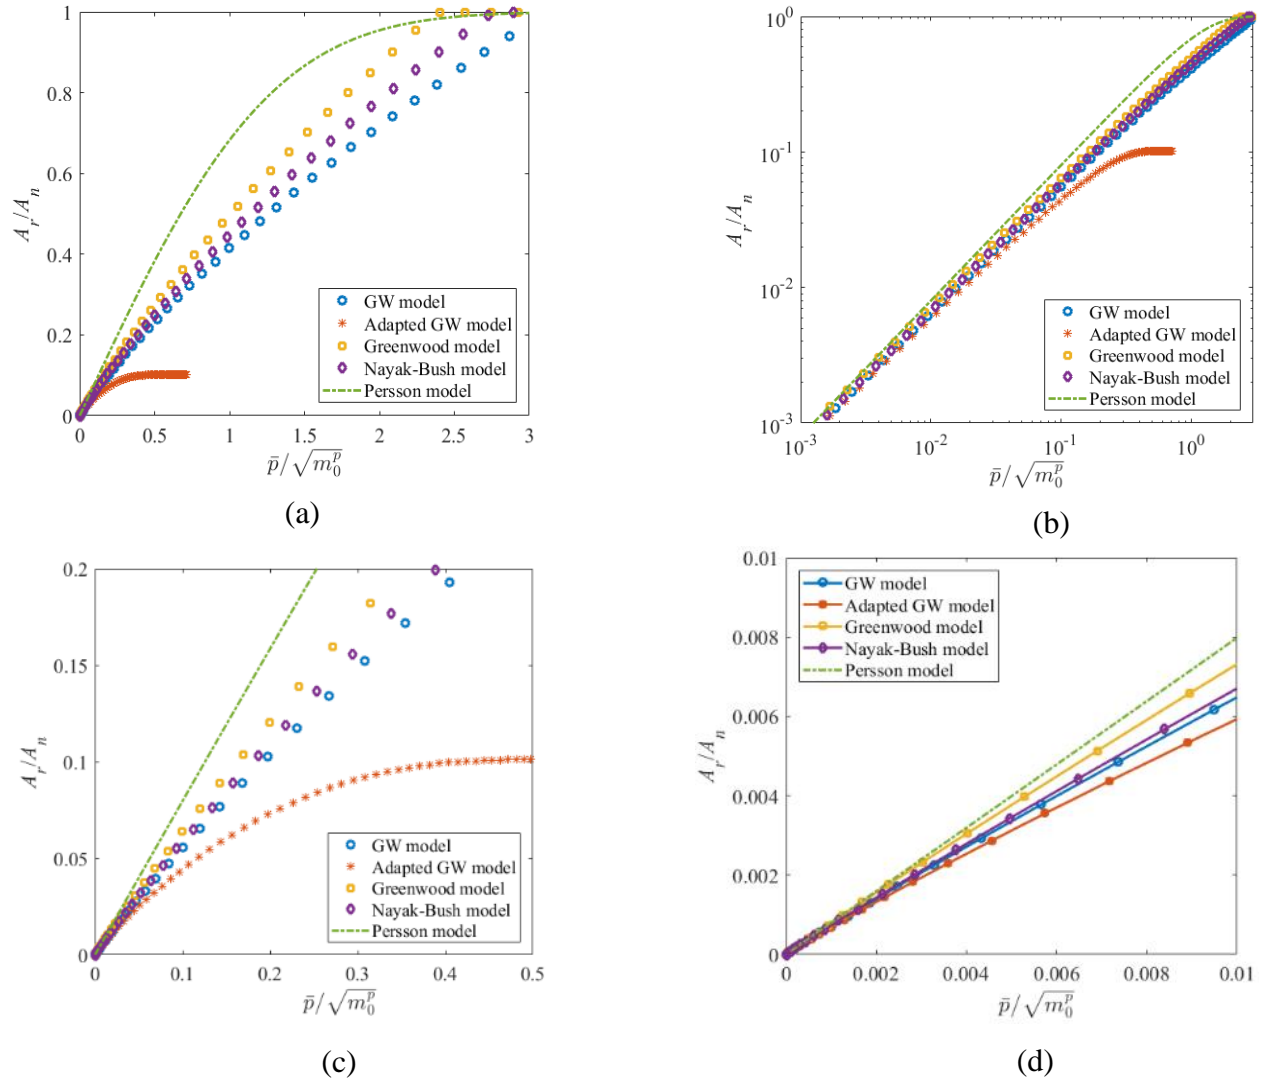 1
0.8
0.6
0.4
0.2
0
A_r/A_n
GW model
Adapted GW model
Greenwood model
Nayak-Bush model
Persson model
0 0.5 1 1.5 2 2.5 3
p̄/√m_0^p
(a)
10^0
10^-1
10^-2
10^-3
A_r/A_n
GW model
Adapted GW model
Greenwood model
Nayak-Bush model
Persson model
10^-3 10^-2 10^-1 10^0
p̄/√m_0^p
(b)
0.2
0.15
0.1
0.05
0
A_r/A_n
GW model
Adapted GW model
Greenwood model
Nayak-Bush model
Persson model
0 0.1 0.2 0.3 0.4 0.5
p̄/√m_0^p
(c)
0.01
0.008
0.006
0.004
0.002
0
A_r/A_n
GW model
Adapted GW model
Greenwood model
Nayak-Bush model
Persson model
0 0.002 0.004 0.006 0.008 0.01
p̄/√m_0^p
(d)